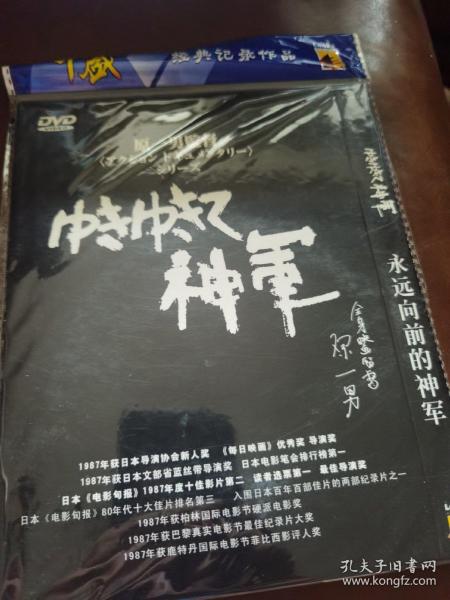 经典记录作品
DVD
VIDEO
原一男監督
〈アクション ドキュメンタリー〉
シリーズ
ゆきゆきて
神軍
原一男
永远向前的神军
1987年获日本导演协会新人奖 《每日映画》优秀奖 导演奖
1987年获日本文部省蓝丝带导演奖 日本电影笔会排行榜第一
日本《电影旬报》1987年度十佳影片第二 读者选票第一 最佳导演奖
日本《电影旬报》80年代十大佳片排名第三 入围日本百年百部佳片的两部纪录片之一
1987年获柏林国际电影节硬派电影奖
1987年获巴黎真实电影节最佳纪录片大奖
1987年获鹿特丹国际电影节菲比西影评人奖
孔夫子旧书网
www.kongfz.com